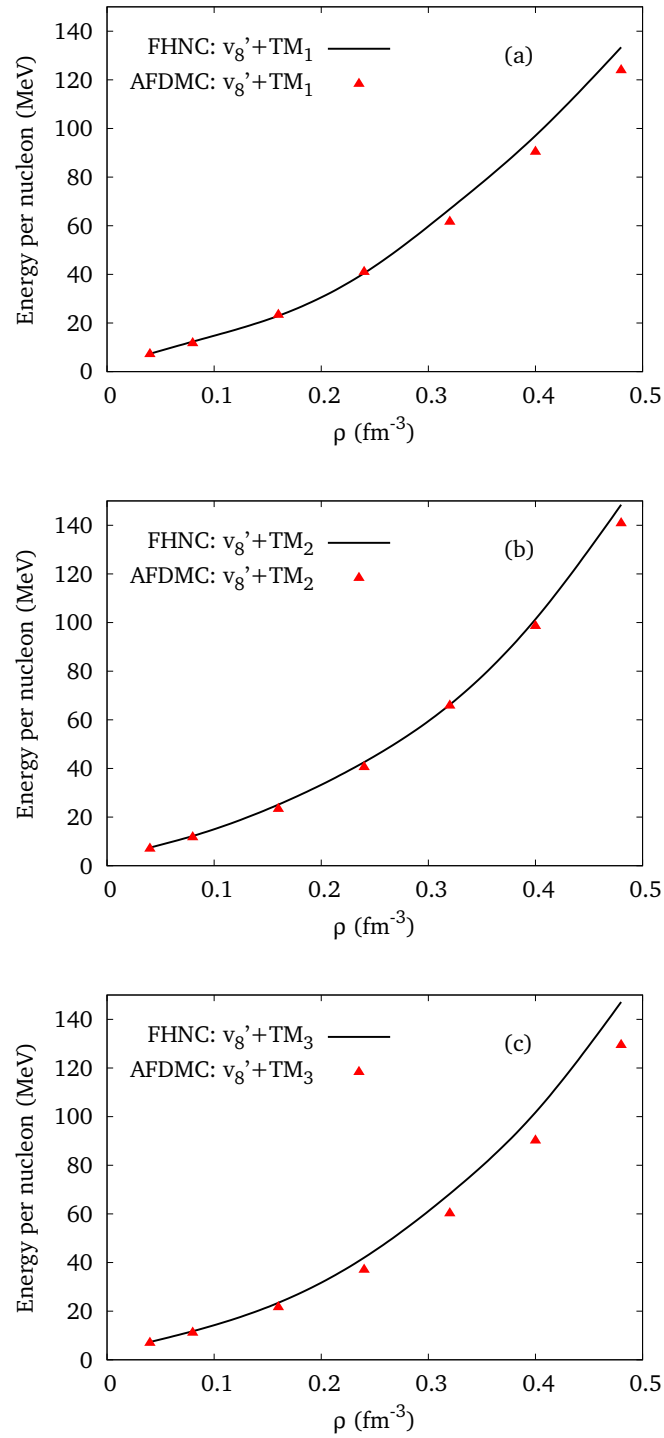 140
120
100
80
60
40
20
0
Energy per nucleon (MeV)
FHNC: v₈’+TM₁
AFDMC: v₈’+TM₁
(a)
0 0.1 0.2 0.3 0.4 0.5
ρ (fm⁻³)
140
120
100
80
60
40
20
0
Energy per nucleon (MeV)
FHNC: v₈’+TM₂
AFDMC: v₈’+TM₂
(b)
0 0.1 0.2 0.3 0.4 0.5
ρ (fm⁻³)
140
120
100
80
60
40
20
0
Energy per nucleon (MeV)
FHNC: v₈’+TM₃
AFDMC: v₈’+TM₃
(c)
0 0.1 0.2 0.3 0.4 0.5
ρ (fm⁻³)